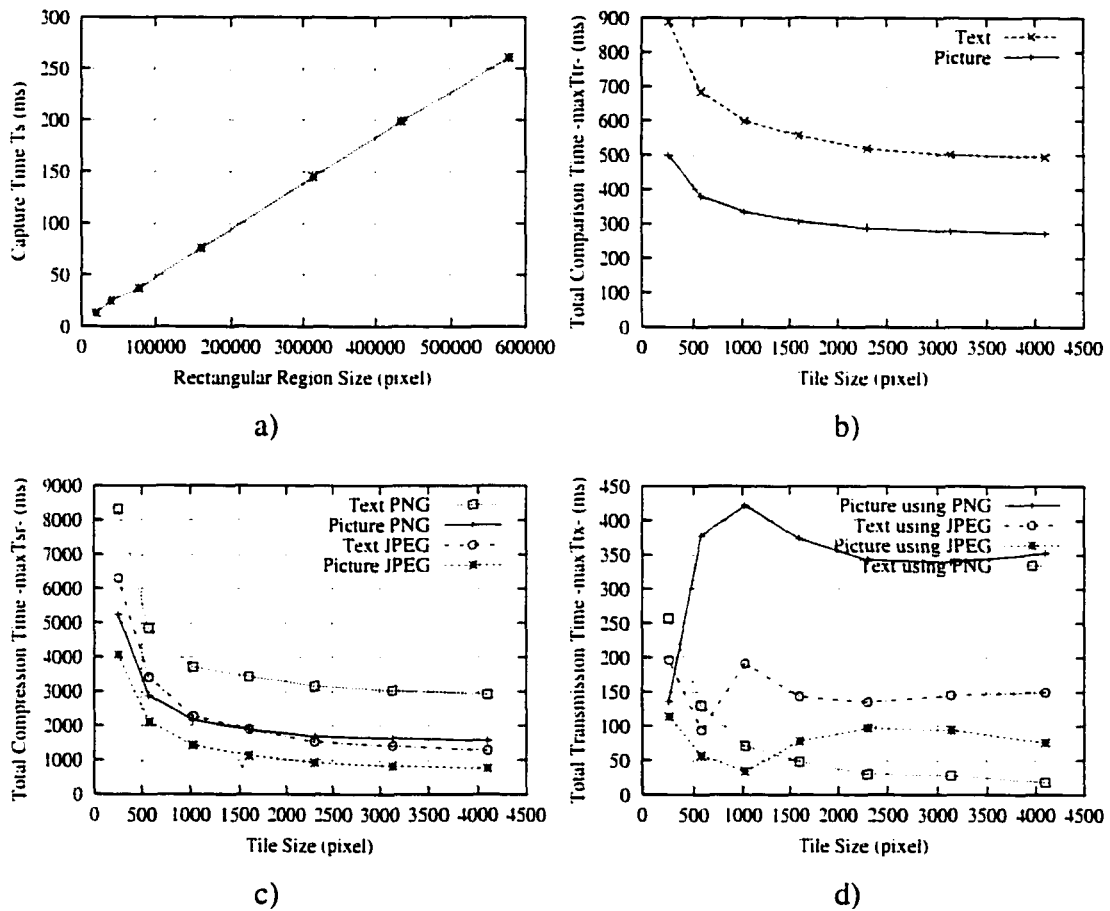 300
250
200
150
100
50
0
Capture Time Ts (ms)
0 100000 200000 300000 400000 500000 600000
Rectangular Region Size (pixel)
a)
900
800
700
600
500
400
300
200
100
0
Total Comparison Time -maxTtr- (ms)
Text
Picture
0 500 1000 1500 2000 2500 3000 3500 4000 4500
Tile Size (pixel)
b)
9000
8000
7000
6000
5000
4000
3000
2000
1000
0
Total Compression Time -maxTsr- (ms)
Text PNG
Picture PNG
Text JPEG
Picture JPEG
0 500 1000 1500 2000 2500 3000 3500 4000 4500
Tile Size (pixel)
c)
450
400
350
300
250
200
150
100
50
0
Total Transmission Time -maxTtx- (ms)
Picture using PNG
Text using JPEG
Picture using JPEG
Text using PNG
0 500 1000 1500 2000 2500 3000 3500 4000 4500
Tile Size (pixel)
d)